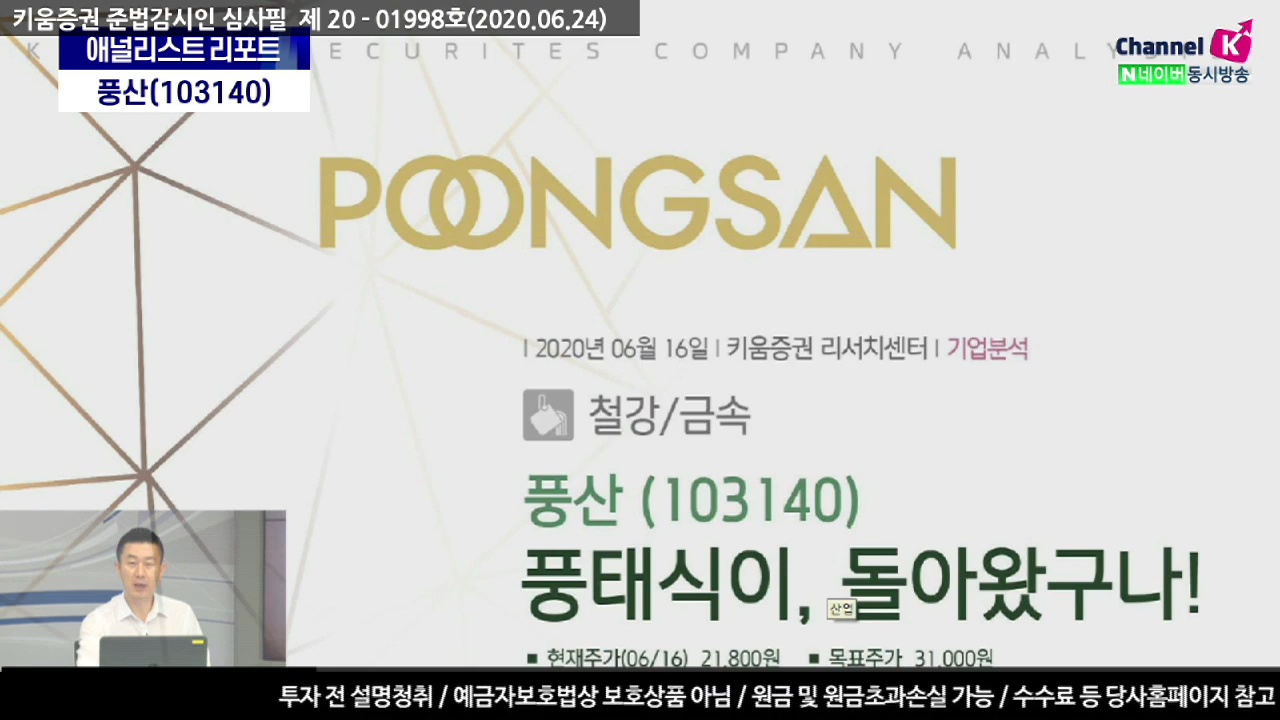 키움증권 준법감시인 심사필 제 20 - 01998호(2020.06.24)
애널리스트 리포트
풍산(103140)
ECURITES COMPANY ANALY
Channel K
N 네이버 동시방송
POONGSAN
| 2020년 06월 16일 | 키움증권 리서치센터 | 기업분석
철강/금속
풍산 (103140)
풍태식이, 돌아왔구나!
산업
■ 현재주가(06/16) 21,800원 ■ 목표주가 31,000원
투자 전 설명청취 / 예금자보호법상 보호상품 아님 / 원금 및 원금초과손실 가능 / 수수료 등 당사홈페이지 참고